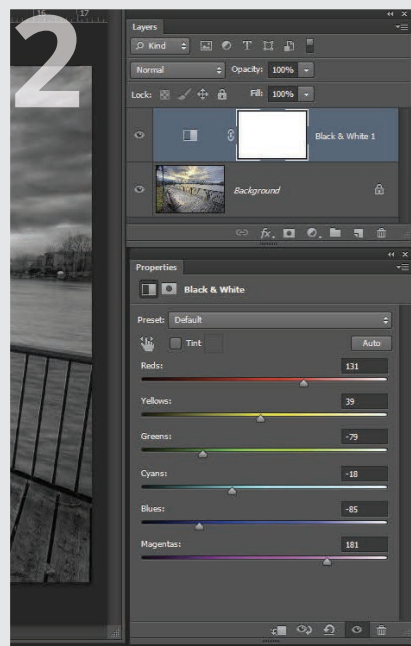 16 17
2
Layers
Kind T
Normal Opacity: 100%
Lock: Fill: 100%
Black & White 1
Background
fx
Properties
Black & White
Preset: Default
Tint Auto
Reds: 131
Yellows: 39
Greens: -79
Cyans: -18
Blues: -85
Magentas: 181